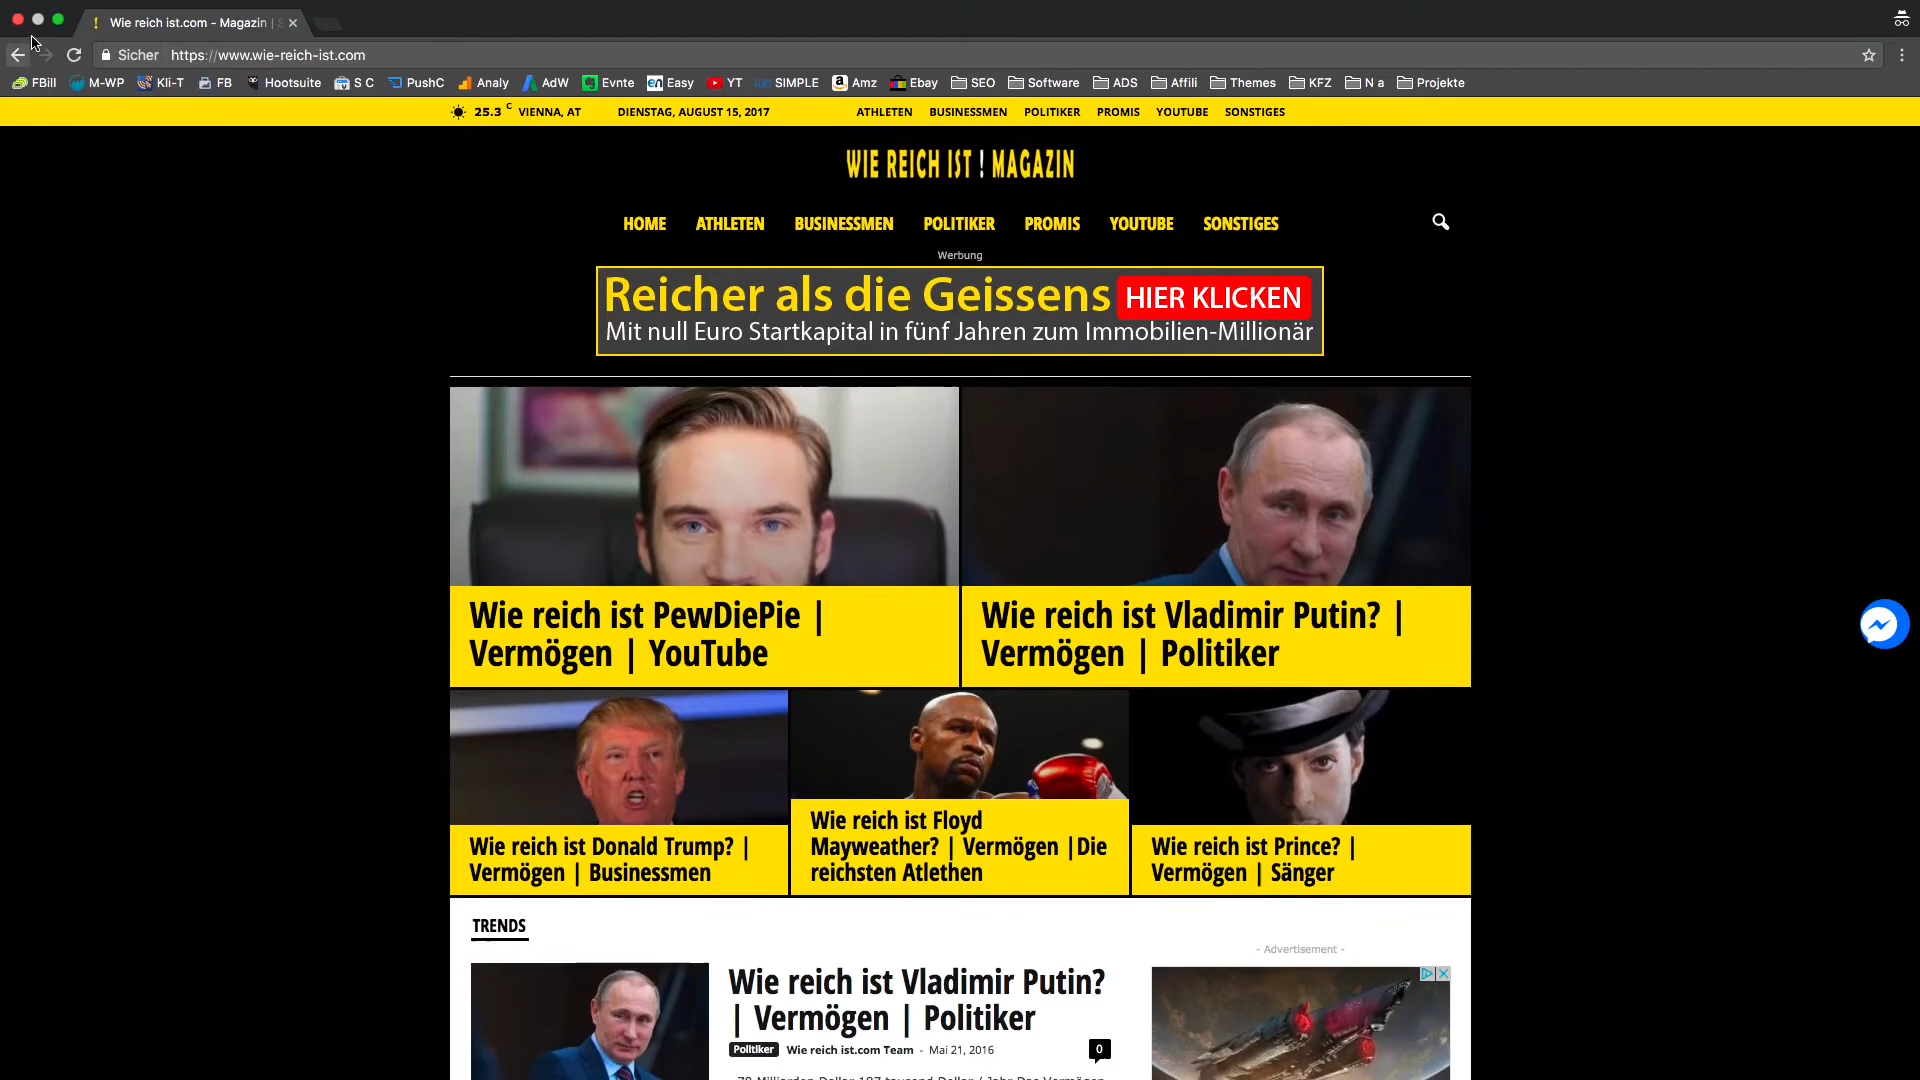 Wie reich ist.com - Magazin |
Sicher https://www.wie-reich-ist.com
FBill M-WP Kli-T FB Hootsuite S C PushC Analy AdW Evnte Easy YT SIMPLE Amz Ebay SEO Software ADS Affili Themes KFZ N a Projekte
25.3 C VIENNA, AT DIENSTAG, AUGUST 15, 2017 ATHLETEN BUSINESSMEN POLITIKER PROMIS YOUTUBE SONSTIGES
WIE REICH IST ! MAGAZIN
HOME ATHLETEN BUSINESSMEN POLITIKER PROMIS YOUTUBE SONSTIGES
Werbung
Reicher als die Geissens HIER KLICKEN
Mit null Euro Startkapital in fünf Jahren zum Immobilien-Millionär
Wie reich ist PewDiePie |
Vermögen | YouTube
Wie reich ist Vladimir Putin? |
Vermögen | Politiker
Wie reich ist Donald Trump? |
Vermögen | Businessmen
Wie reich ist Floyd
Mayweather? | Vermögen |Die
reichsten Atlethen
Wie reich ist Prince? |
Vermögen | Sänger
TRENDS
- Advertisement -
Wie reich ist Vladimir Putin?
| Vermögen | Politiker
Politiker Wie reich ist.com Team - Mai 21, 2016 0